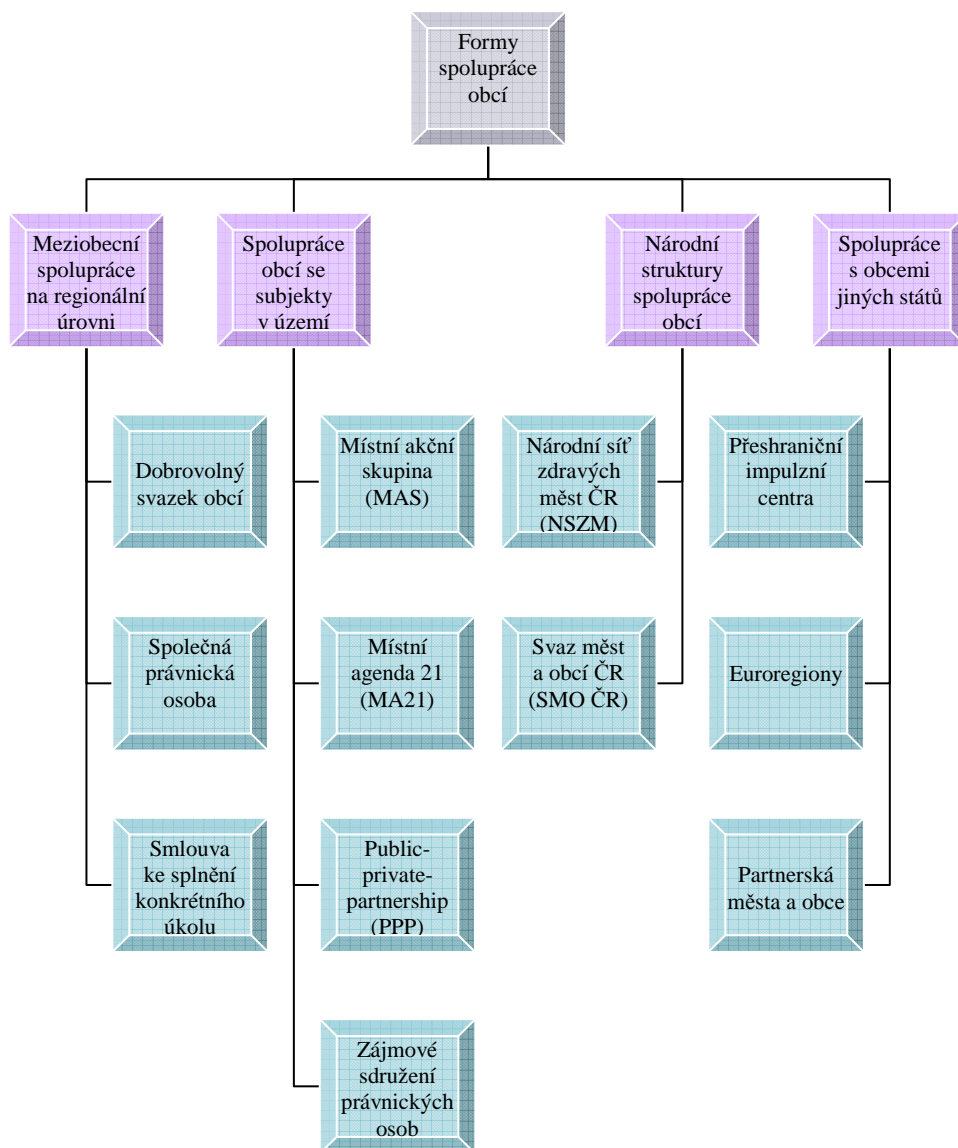 Formy
spolupráce
obcí
Meziobecní
spolupráce
na regionální
úrovni
Spolupráce
obcí se
subjekty
v území
Národní
struktury
spolupráce
obcí
Spolupráce
s obcemi
jiných států
Dobrovolný
svazek obcí
Místní akční
skupina
(MAS)
Národní síť
zdravých
měst ČR
(NSZM)
Přeshraniční
impulzní
centra
Společná
právnická
osoba
Místní
agenda 21
(MA21)
Svaz měst
a obcí ČR
(SMO ČR)
Euroregiony
Smlouva
ke splnění
konkrétního
úkolu
Public-
private-
partnership
(PPP)
Partnerská
města a obce
Zájmové
sdružení
právnických
osob